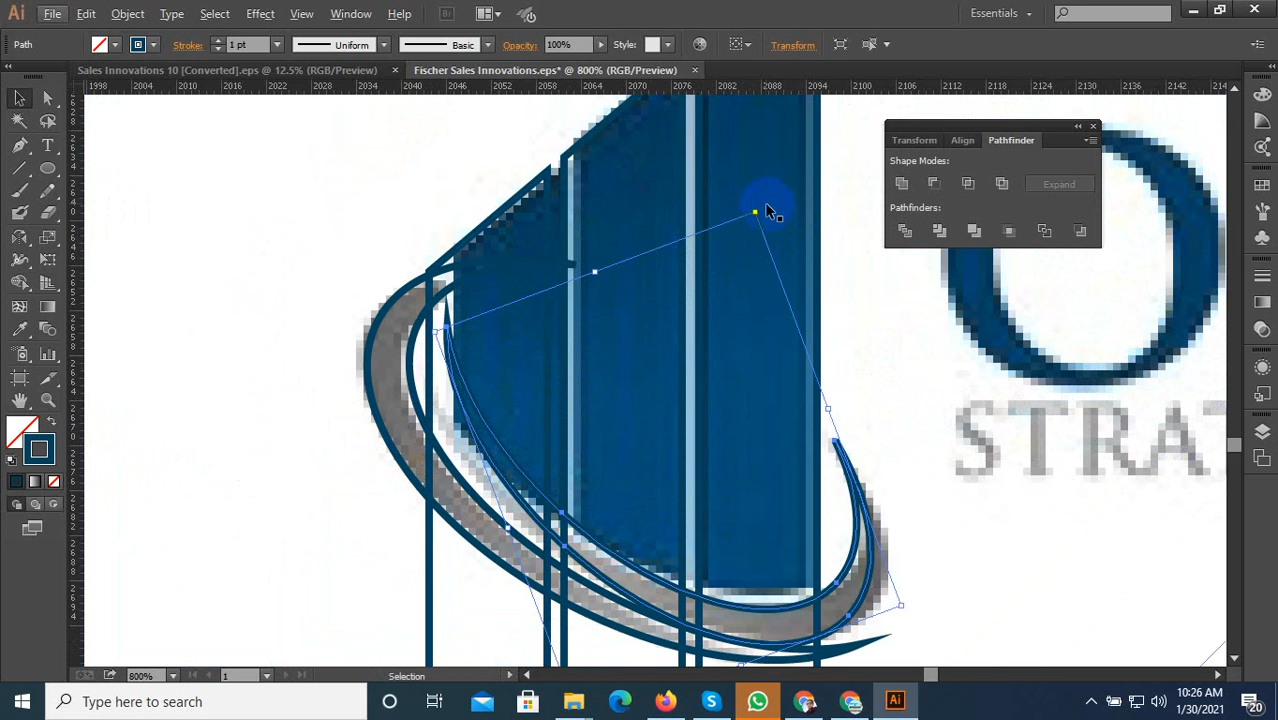 Ai File Edit Object Type Select Effect View Window Help Br Essentials
Path Stroke: 1 pt Uniform Basic Opacity: 100% Style: Transform
Sales Innovations 10 [Converted].eps @ 12.5% (RGB/Preview) × Fischer Sales Innovations.eps* @ 800% (RGB/Preview) ×
1998 2004 2010 2016 2022 2028 2034 2040 2046 2052 2058 2064 2070 2076 2082 2088 2094 2100 2106 2112 2118 2124 2130 2136 2142 214
Transform Align Pathfinder
Shape Modes:
Expand
Pathfinders:
O
STRA
800% 1 Selection
Type here to search
S
Ai
10:26 AM
1/30/2021
20